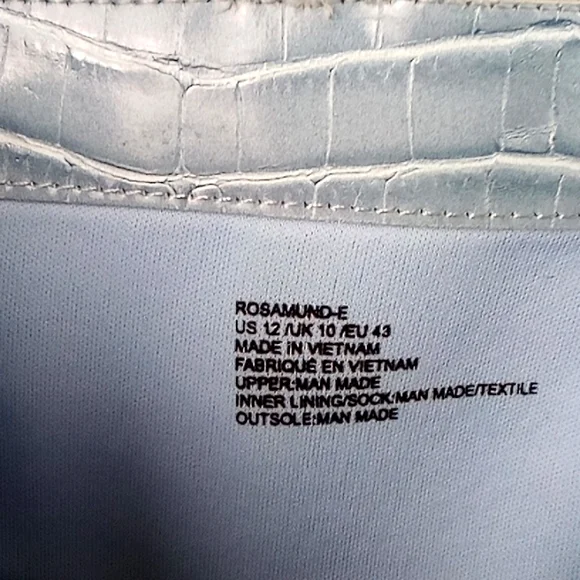 ROSAMUND-E
US 12 /UK 10 /EU 43
MADE IN VIETNAM
FABRIQUÉ EN VIETNAM
UPPER:MAN MADE
INNER LINING/SOCK:MAN MADE/TEXTILE
OUTSOLE:MAN MADE